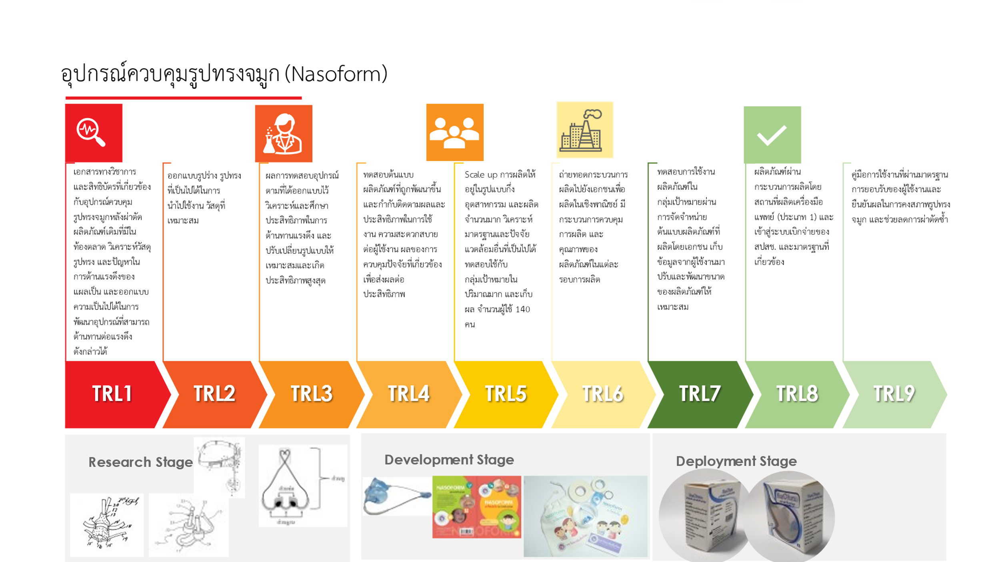 อุปกรณ์ควบคุมรูปทรงจมูก (Nasoform)
เอกสารทางวิชาการ
และสิทธิบัตรที่เกี่ยวข้อง
กับอุปกรณ์ควบคุม
รูปทรงจมูกหลังผ่าตัด
ผลิตภัณฑ์เดิมที่มีใน
ท้องตลาด วิเคราะห์วัสดุ
รูปทรง และปัญหาใน
การต้านแรงดึงของ
แผลเป็น และออกแบบ
ความเป็นไปได้ในการ
พัฒนาอุปกรณ์ที่สามารถ
ต้านทานต่อแรงดึง
ดังกล่าวได้
ออกแบบรูปร่าง รูปทรง
ที่เป็นไปได้ในการ
นำไปใช้งาน วัสดุที่
เหมาะสม
ผลการทดสอบอุปกรณ์
ตามที่ได้ออกแบบไว้
วิเคราะห์และศึกษา
ประสิทธิภาพในการ
ต้านทานแรงดึง และ
ปรับเปลี่ยนรูปแบบให้
เหมาะสมและเกิด
ประสิทธิภาพสูงสุด
ทดสอบต้นแบบ
ผลิตภัณฑ์ที่ถูกพัฒนาขึ้น
และกำกับติดตามผลและ
ประสิทธิภาพในการใช้
งาน ความสะดวกสบาย
ต่อผู้ใช้งาน ผลของการ
ควบคุมปัจจัยที่เกี่ยวข้อง
เพื่อส่งผลต่อ
ประสิทธิภาพ
Scale up การผลิตให้
อยู่ในรูปแบบกึ่ง
อุตสาหกรรม และผลิต
จำนวนมาก วิเคราะห์
มาตรฐานและปัจจัย
แวดล้อมอื่นที่เป็นไปได้
ทดสอบใช้กับ
กลุ่มเป้าหมายใน
ปริมาณมาก และเก็บ
ผล จำนวนผู้ใช้ 140
คน
ถ่ายทอดกระบวนการ
ผลิตไปยังเอกชนเพื่อ
ผลิตในเชิงพาณิชย์ มี
กระบวนการควบคุม
การผลิต และ
คุณภาพของ
ผลิตภัณฑ์ในแต่ละ
รอบการผลิต
ทดสอบการใช้งาน
ผลิตภัณฑ์ใน
กลุ่มเป้าหมายผ่าน
การจัดจำหน่าย
ต้นแบบผลิตภัณฑ์ที่
ผลิตโดยเอกชน เก็บ
ข้อมูลจากผู้ใช้งานมา
ปรับและพัฒนาขนาด
ของผลิตภัณฑ์ให้
เหมาะสม
ผลิตภัณฑ์ผ่าน
กระบวนการผลิตโดย
สถานที่ผลิตเครื่องมือ
แพทย์ (ประเภท 1) และ
เข้าสู่ระบบเบิกจ่ายของ
สปสช. และมาตรฐานที่
เกี่ยวข้อง
คู่มือการใช้งานที่ผ่านมาตรฐาน
การยอบรับของผู้ใช้งานและ
ยืนยันผลในการคงสภาพรูปทรง
จมูก และช่วยลดการผ่าตัดซ้ำ
TRL1
TRL2
TRL3
TRL4
TRL5
TRL6
TRL7
TRL8
TRL9
Research Stage
Development Stage
Deployment Stage
NASOFORM
NASOFORM
Nasoform